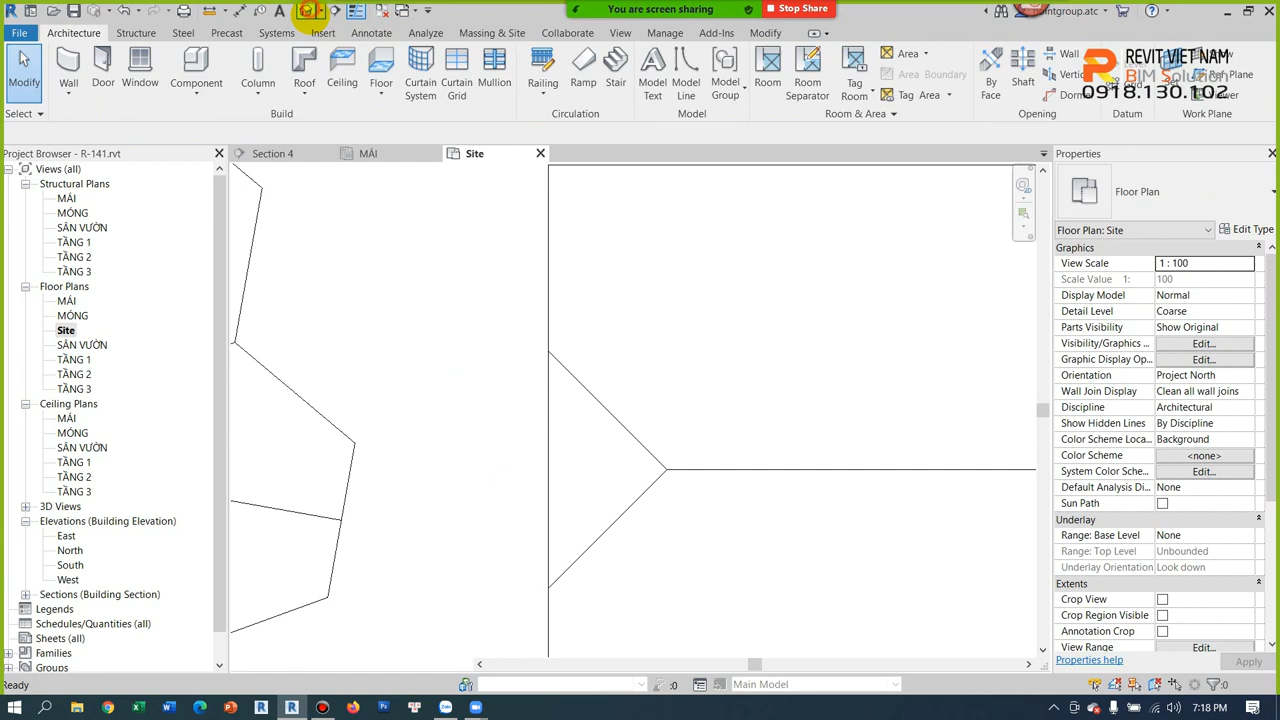 You are screen sharing
Stop Share
File
Architecture
Structure
Steel
Precast
Systems
Insert
Annotate
Analyze
Massing & Site
Collaborate
View
Manage
Add-Ins
Modify
Modify
Wall
Door
Window
Component
Column
Roof
Ceiling
Floor
Curtain System
Curtain Grid
Mullion
Railing
Ramp
Stair
Model Text
Model Line
Model Group
Room
Room Separator
Tag Room
Area
Area Boundary
Tag Area
By Face
Shaft
Wall
REVIT VIET NAM
BIM Solution
0918.130.102
Select
Build
Circulation
Model
Room & Area
Opening
Datum
Work Plane
Project Browser - R-141.rvt
Section 4
MÁI
Site
Properties
Views (all)
Structural Plans
MÁI
MÓNG
SÂN VƯỜN
TẦNG 1
TẦNG 2
TẦNG 3
Floor Plans
MÁI
MÓNG
Site
SÂN VƯỜN
TẦNG 1
TẦNG 2
TẦNG 3
Ceiling Plans
MÁI
MÓNG
SÂN VƯỜN
TẦNG 1
TẦNG 2
TẦNG 3
3D Views
Elevations (Building Elevation)
East
North
South
West
Sections (Building Section)
Legends
Schedules/Quantities (all)
Sheets (all)
Families
Groups
Floor Plan
Floor Plan: Site
Edit Type
Graphics
View Scale 1 : 100
Scale Value 1: 100
Display Model Normal
Detail Level Coarse
Parts Visibility Show Original
Visibility/Graphics ... Edit...
Graphic Display Op... Edit...
Orientation Project North
Wall Join Display Clean all wall joins
Discipline Architectural
Show Hidden Lines By Discipline
Color Scheme Loca... Background
Color Scheme <none>
System Color Sche... Edit...
Default Analysis Di... None
Sun Path
Underlay
Range: Base Level None
Range: Top Level Unbounded
Underlay Orientation Look down
Extents
Crop View
Crop Region Visible
Annotation Crop
View Range Edit...
Properties help
Apply
Ready
:0
Main Model
:0
7:18 PM